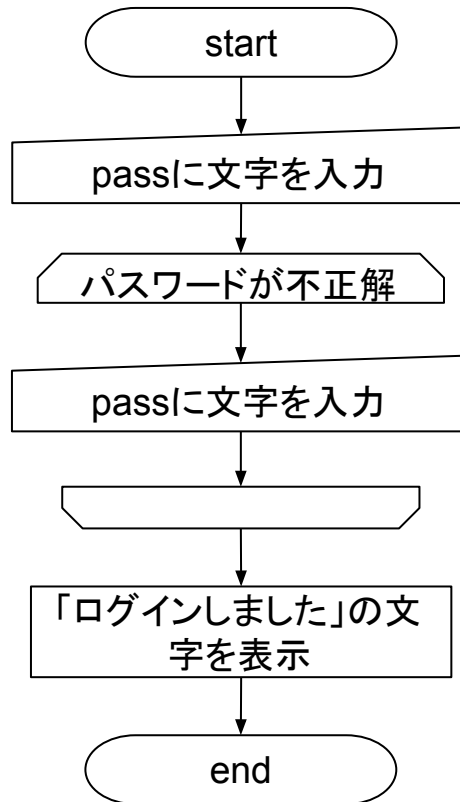 start
passに文字を入力
パスワードが不正解
passに文字を入力
「ログインしました」の文
字を表示
end